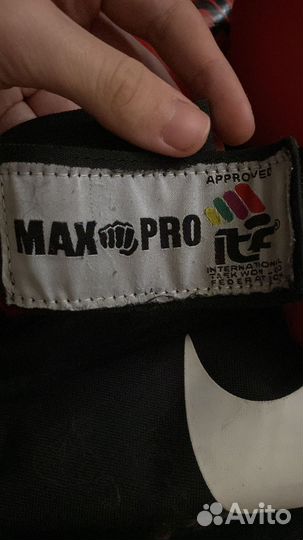 APPROVED
MAX PRO
itf
INTERNATIONAL
TAEKWON-DO
FEDERATION
Avito